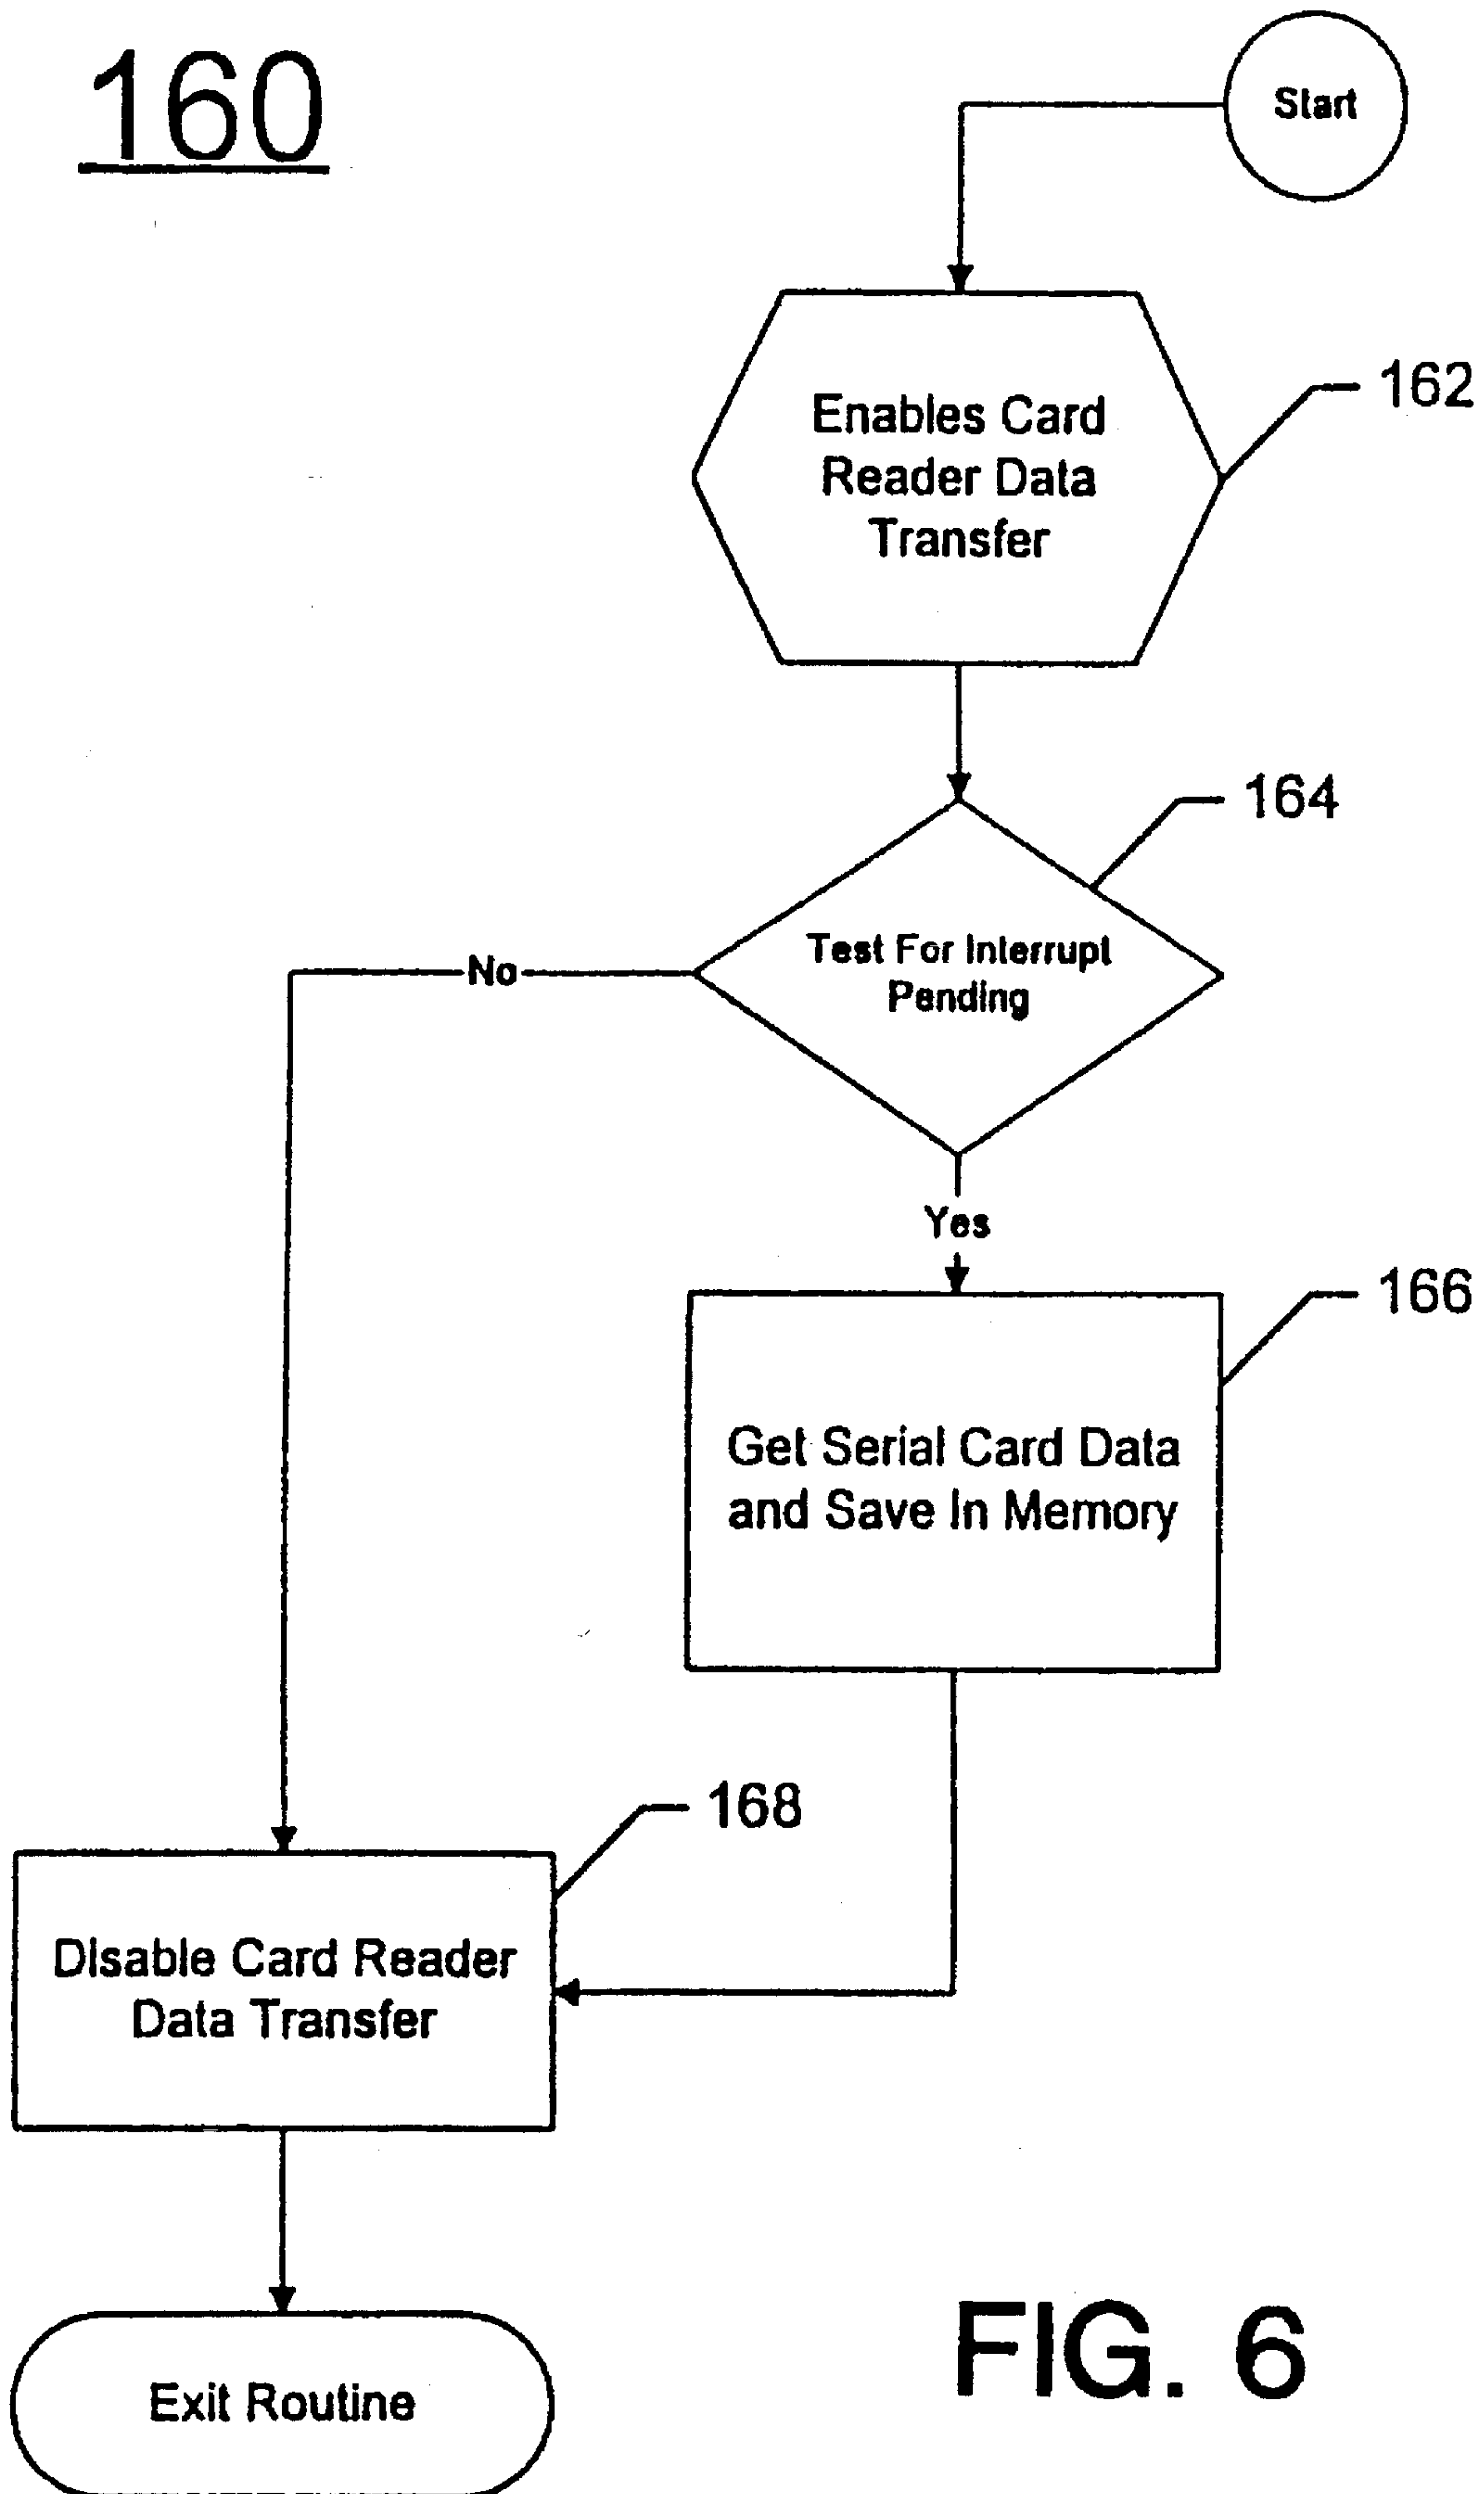 160
Start
Enables Card
Reader Data
Transfer
162
164
Test For Interrupt
Pending
No
Yes
166
Get Serial Card Data
and Save In Memory
168
Disable Card Reader
Data Transfer
Exit Routine
FIG. 6